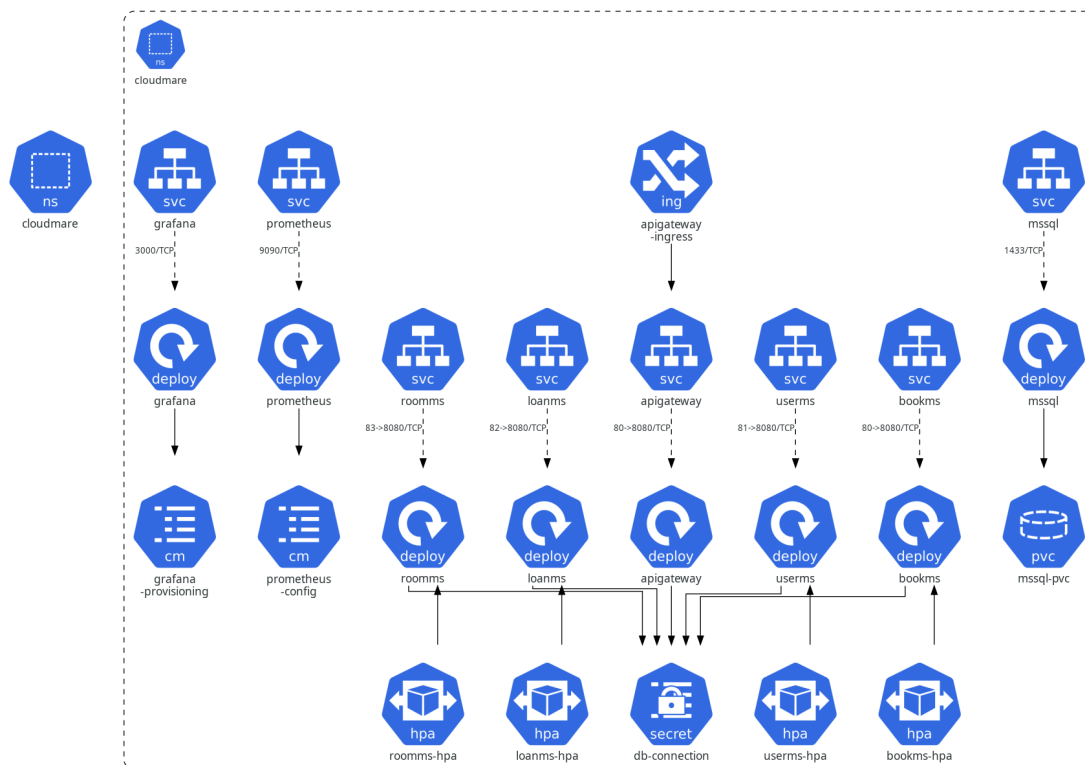 ns
cloudmare
ns
cloudmare
svc
grafana
svc
prometheus
ing
apigateway
-ingress
svc
mssql
3000/TCP
9090/TCP
1433/TCP
deploy
grafana
deploy
prometheus
svc
roomms
svc
loanms
svc
apigateway
svc
userms
svc
bookms
deploy
mssql
83->8080/TCP
82->8080/TCP
80->8080/TCP
81->8080/TCP
80->8080/TCP
cm
grafana
-provisioning
cm
prometheus
-config
deploy
roomms
deploy
loanms
deploy
apigateway
deploy
userms
deploy
bookms
pvc
mssql-pvc
hpa
roomms-hpa
hpa
loanms-hpa
secret
db-connection
hpa
userms-hpa
hpa
bookms-hpa